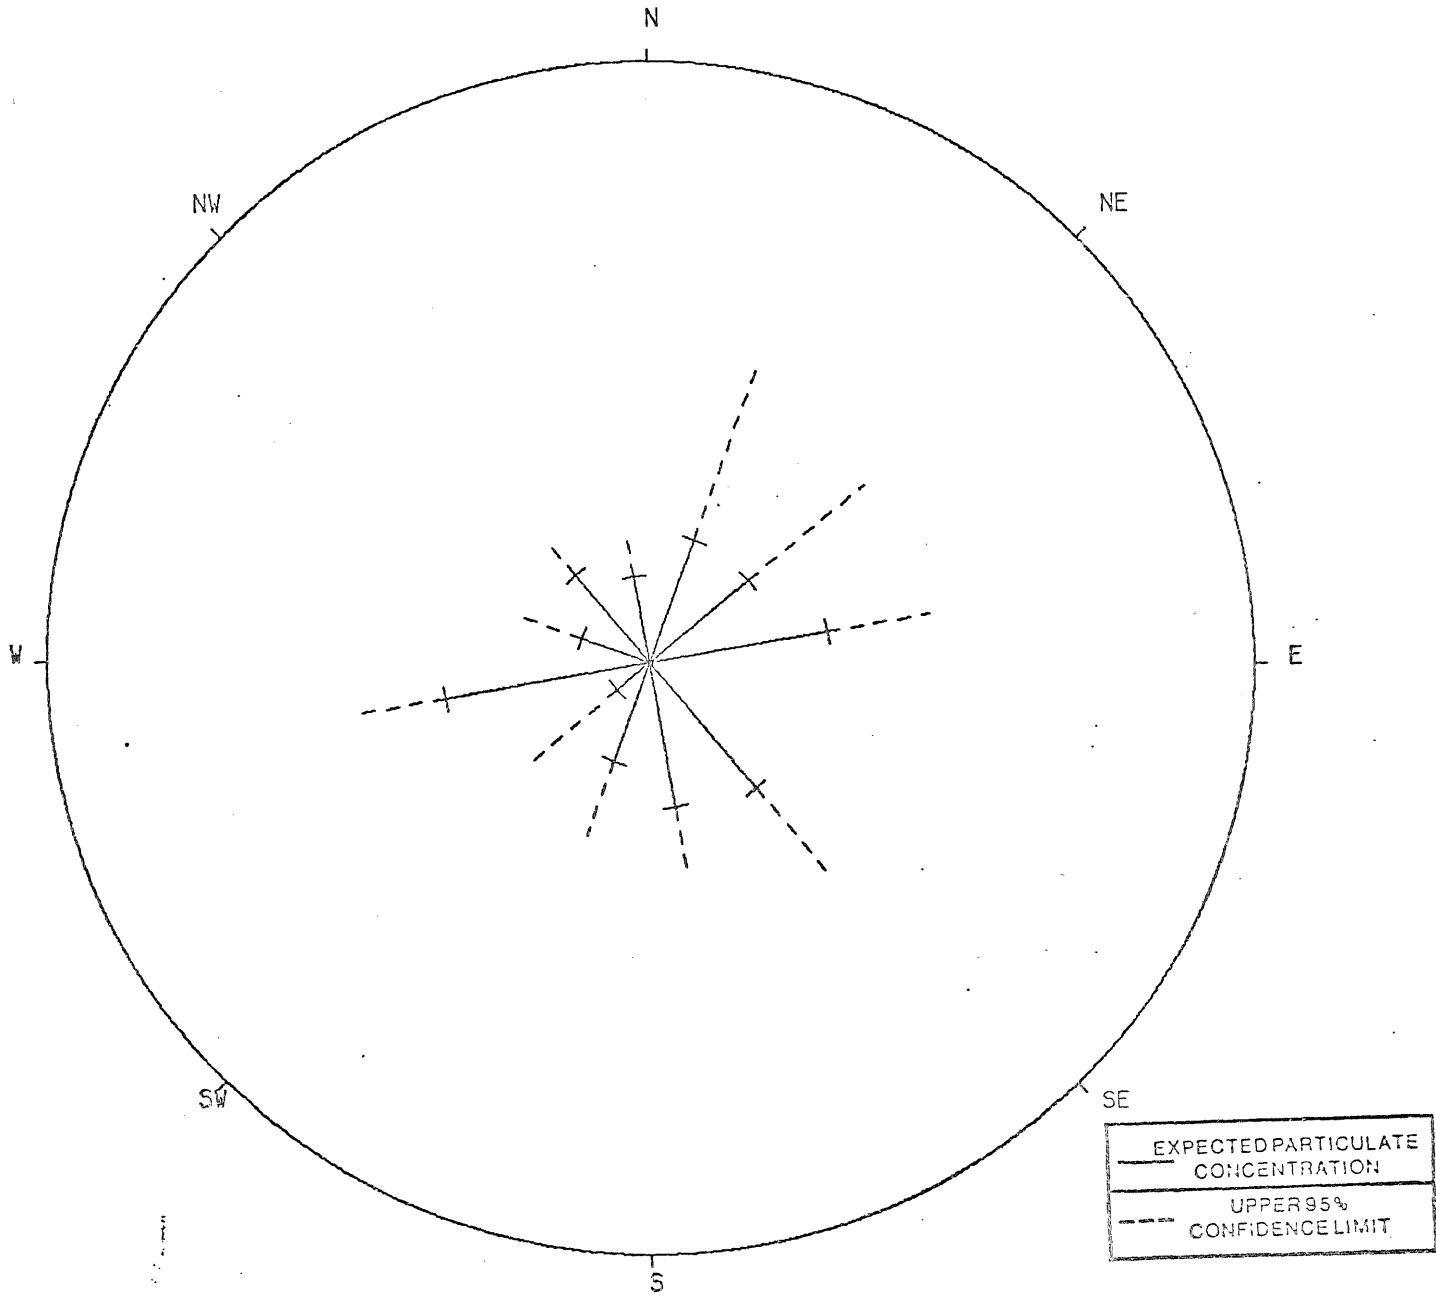 N
NW
NE
W
E
SW
SE
S
EXPECTED PARTICULATE
CONCENTRATION
UPPER 95%
CONFIDENCE LIMIT